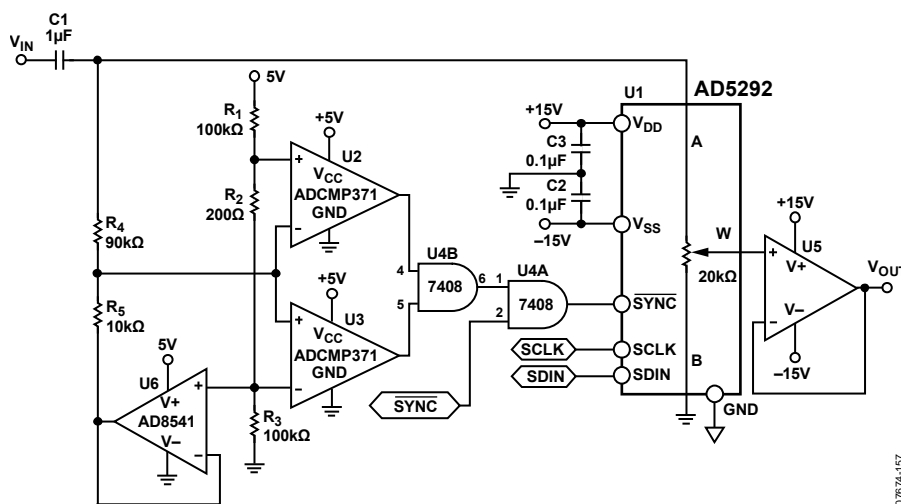 C1
1µF
VIN
5V
R1
100kΩ
R2
200Ω
R4
90kΩ
R5
10kΩ
R3
100kΩ
+5V
U2
+
VCC
ADCMP371
GND
–
+5V
U3
+
VCC
ADCMP371
GND
–
5V
U6
V+
+
AD8541
V–
–
U4B
4
7408
6
5
U4A
1
7408
2
SYNC
AD5292
U1
+15V
VDD
C3
0.1µF
C2
0.1µF
–15V
VSS
A
W
20kΩ
B
SYNC
SCLK
SCLK
SDIN
SDIN
GND
+15V
U5
+
V+
V–
–
–15V
VOUT
07674-157